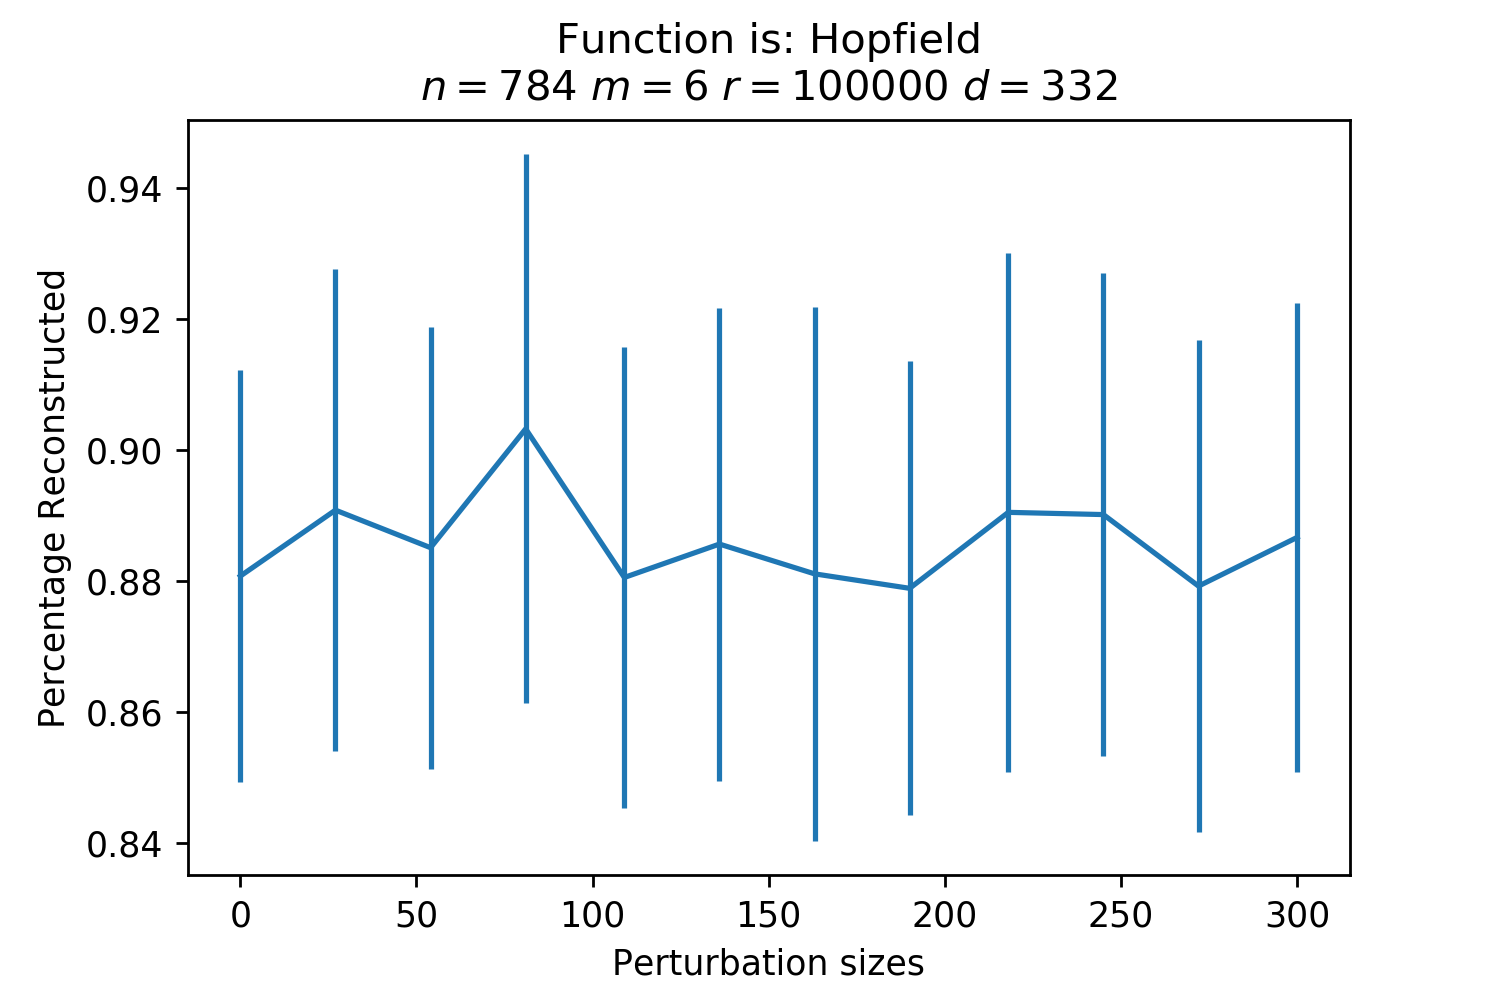 Function is: Hopfield
n = 784 m = 6 r = 100000 d = 332
Percentage Reconstructed
0.94
0.92
0.90
0.88
0.86
0.84
0 50 100 150 200 250 300
Perturbation sizes